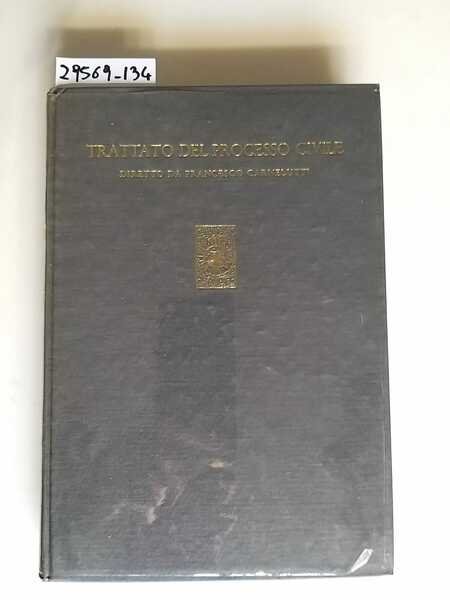 29569_134
TRATTATO DEL PROCESSO CIVILE
DIRETTO DA FRANCESCO CARNELUTTI